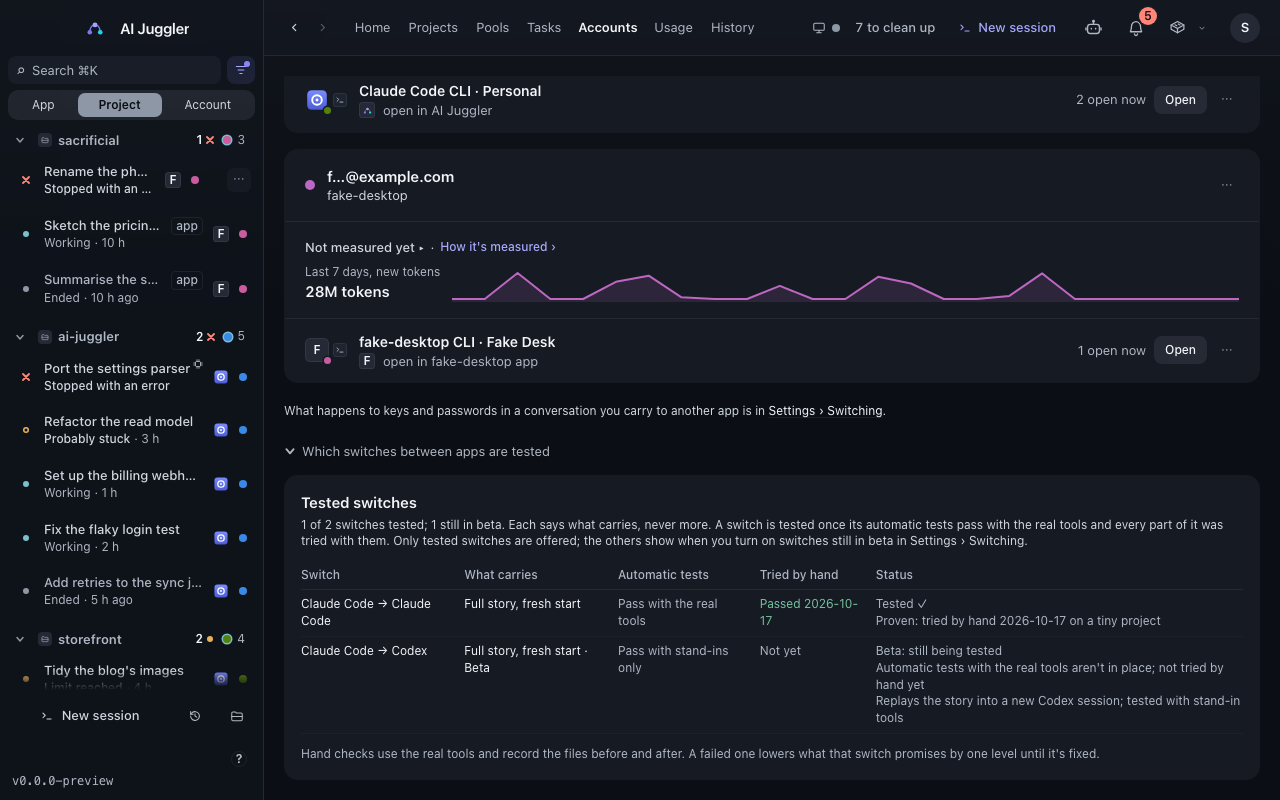 AI Juggler
Search ⌘K
App Project Account
sacrificial 1 3
Rename the ph...
Stopped with an ...
F
Sketch the pricin... app
Working · 10 h
F
Summarise the s... app
Ended · 10 h ago
F
ai-juggler 2 5
Port the settings parser
Stopped with an error
Refactor the read model
Probably stuck · 3 h
Set up the billing webh...
Working · 1 h
Fix the flaky login test
Working · 2 h
Add retries to the sync j...
Ended · 5 h ago
storefront 2 4
Tidy the blog's images
Limit reached · 4 h
New session
?
v0.0.0-preview
Home Projects Pools Tasks Accounts Usage History
7 to clean up
New session
5
S
Claude Code CLI · Personal
open in AI Juggler
2 open now Open ...
f...@example.com
fake-desktop
...
Not measured yet ▸ · How it's measured ›
Last 7 days, new tokens
28M tokens
F
fake-desktop CLI · Fake Desk
F open in fake-desktop app
1 open now Open ...
What happens to keys and passwords in a conversation you carry to another app is in Settings › Switching.
Which switches between apps are tested
Tested switches
1 of 2 switches tested; 1 still in beta. Each says what carries, never more. A switch is tested once its automatic tests pass with the real tools and every part of it was
tried with them. Only tested switches are offered; the others show when you turn on switches still in beta in Settings › Switching.
Switch What carries Automatic tests Tried by hand Status
Claude Code → Claude
Code
Full story, fresh start
Pass with the real
tools
Passed 2026-10-
17
Tested ✓
Proven: tried by hand 2026-10-17 on a tiny project
Claude Code → Codex
Full story, fresh start ·
Beta
Pass with stand-ins
only
Not yet
Beta: still being tested
Automatic tests with the real tools aren't in place; not tried by
hand yet
Replays the story into a new Codex session; tested with stand-in
tools
Hand checks use the real tools and record the files before and after. A failed one lowers what that switch promises by one level until it's fixed.